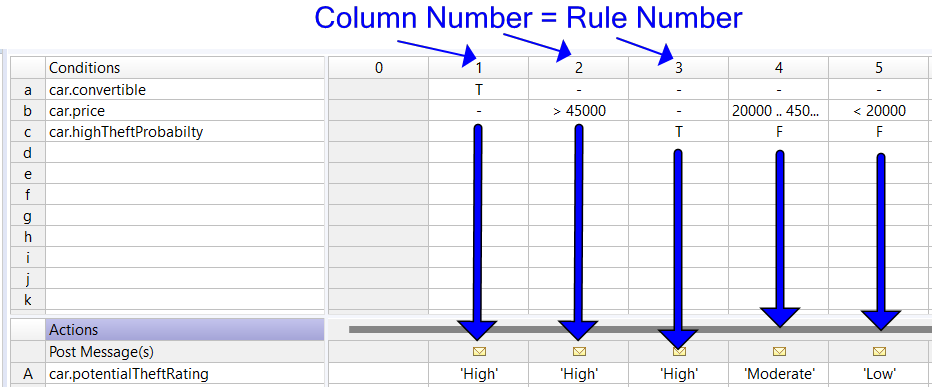 Column Number = Rule Number
Conditions 0 1 2 3 4 5
a car.convertible T - - - -
b car.price - > 45000 - 20000 .. 450... < 20000
c car.highTheftProbabilty T F F
d
e
f
g
h
i
j
k
Actions
Post Message(s)
A car.potentialTheftRating 'High' 'High' 'High' 'Moderate' 'Low'